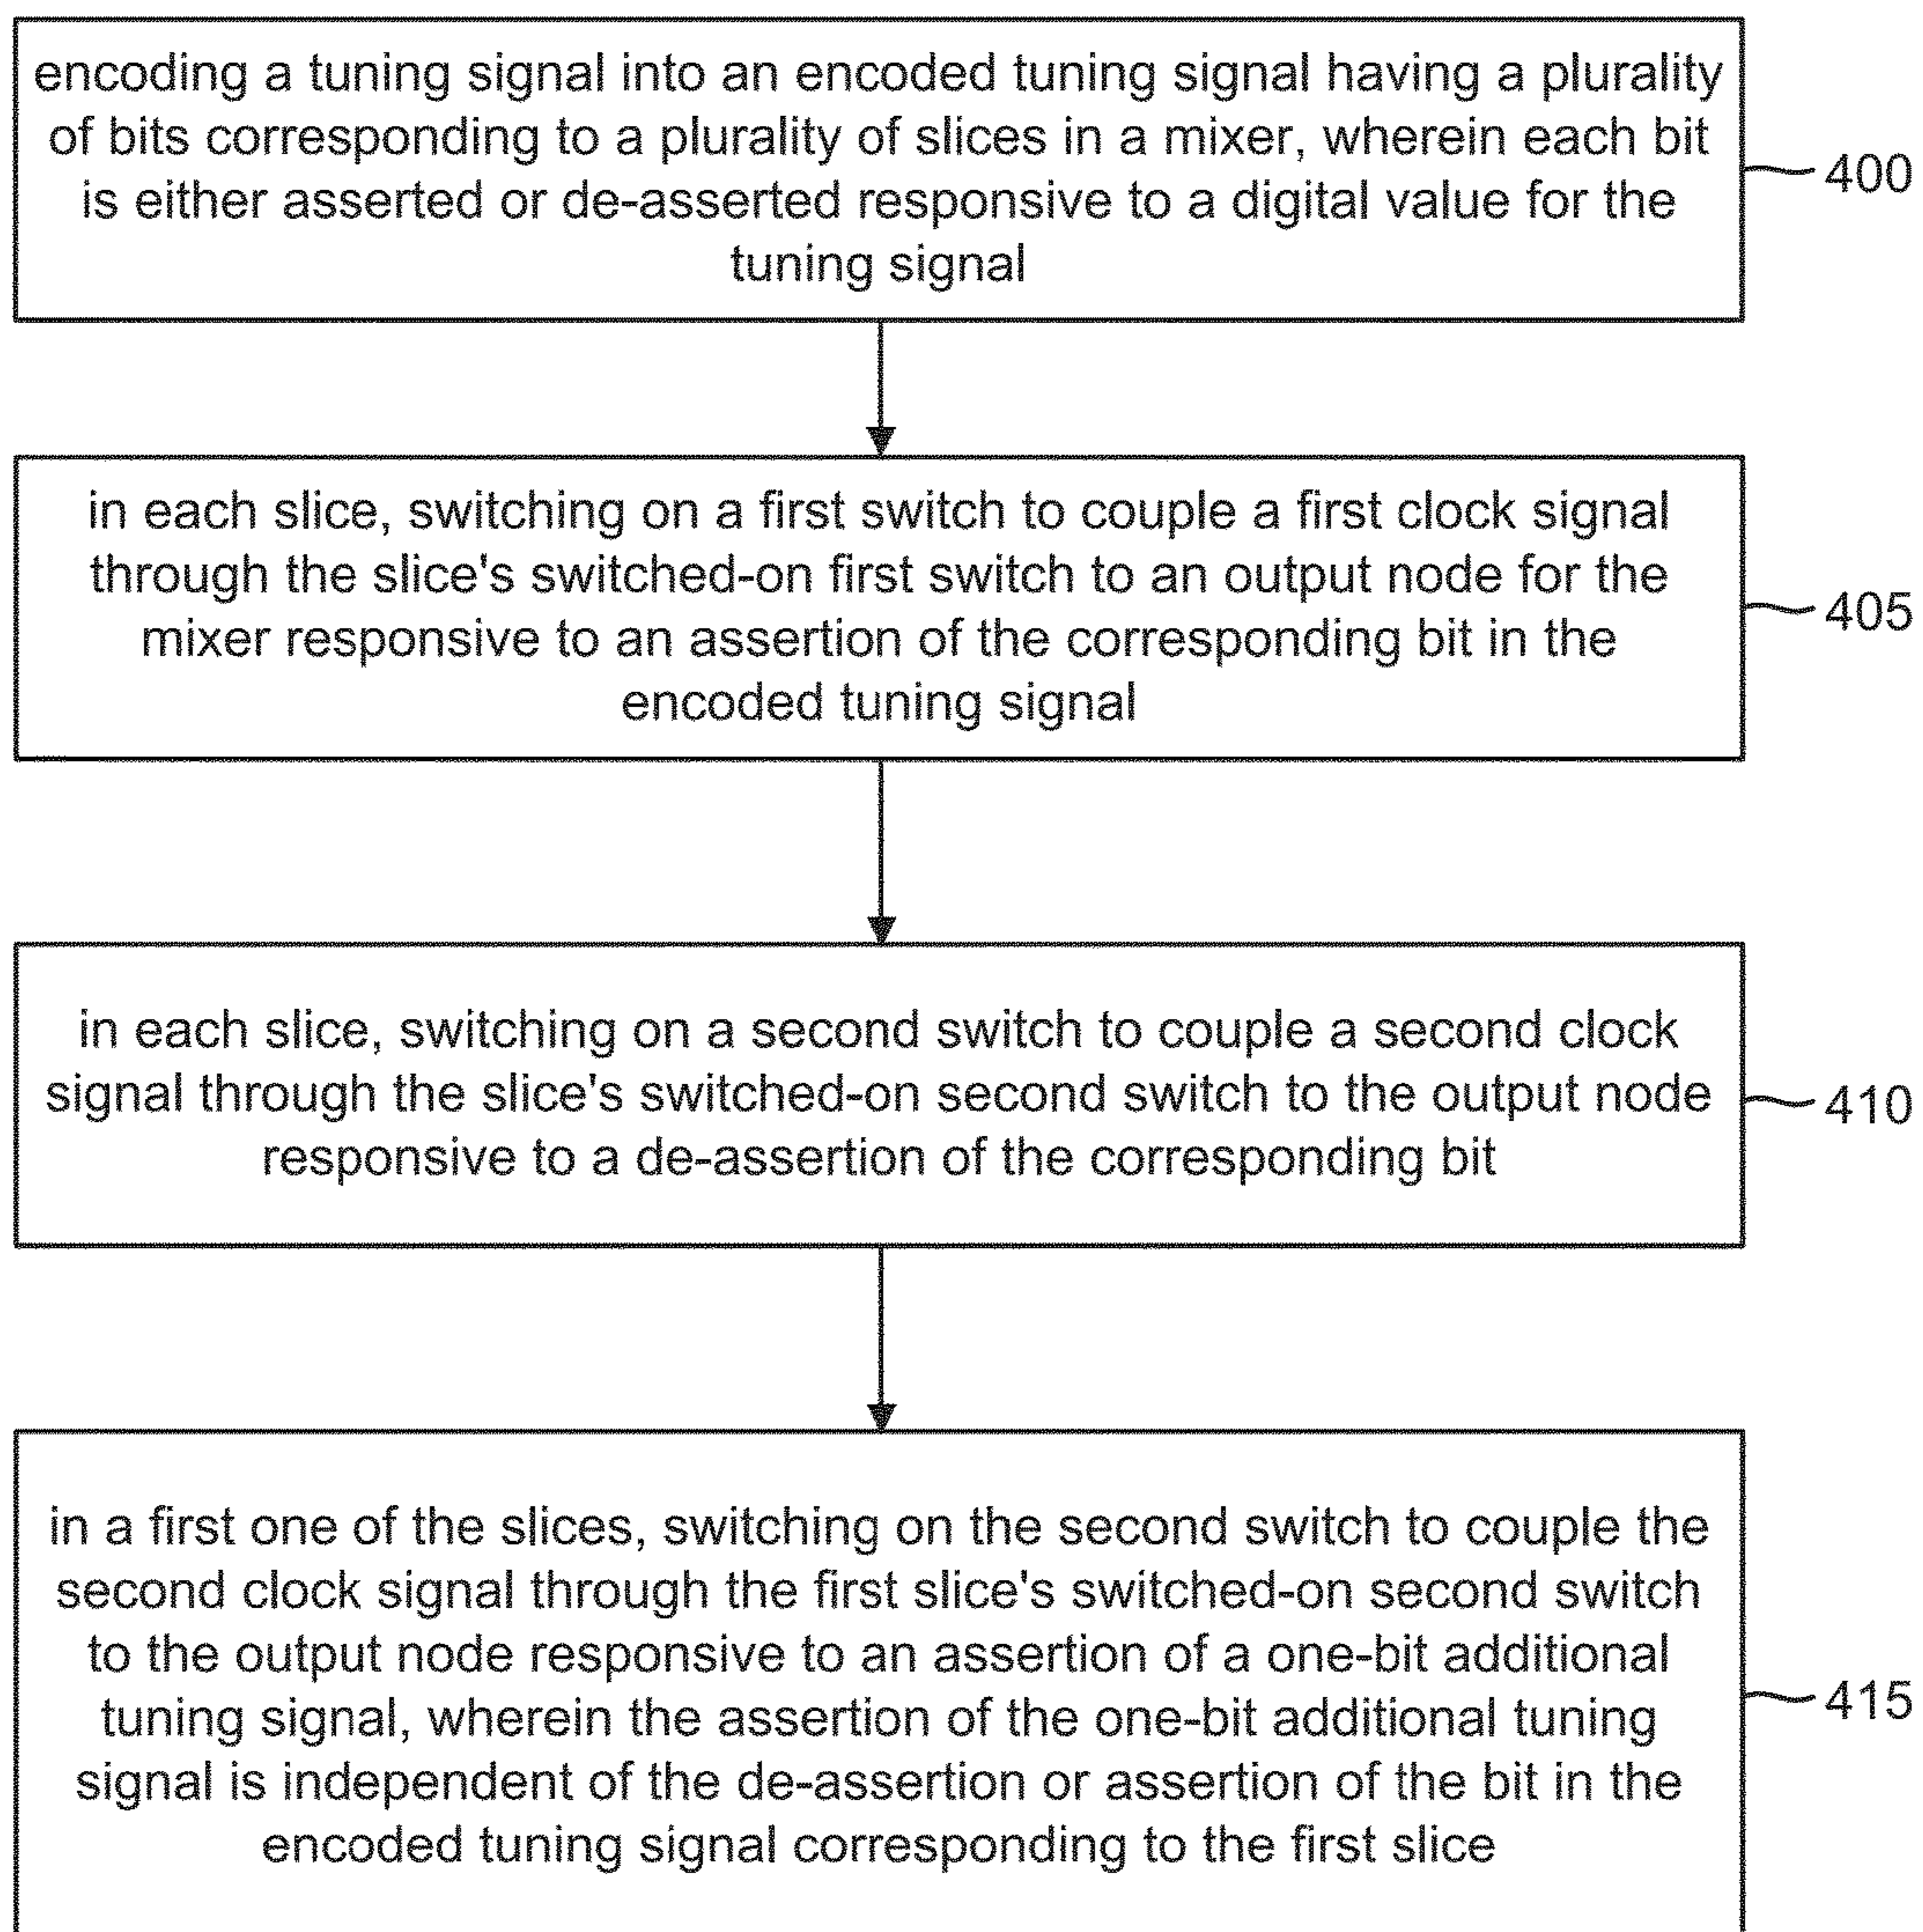 encoding a tuning signal into an encoded tuning signal having a plurality
of bits corresponding to a plurality of slices in a mixer, wherein each bit
is either asserted or de-asserted responsive to a digital value for the
tuning signal
400
in each slice, switching on a first switch to couple a first clock signal
through the slice's switched-on first switch to an output node for the
mixer responsive to an assertion of the corresponding bit in the
encoded tuning signal
405
in each slice, switching on a second switch to couple a second clock
signal through the slice's switched-on second switch to the output node
responsive to a de-assertion of the corresponding bit
410
in a first one of the slices, switching on the second switch to couple the
second clock signal through the first slice's switched-on second switch
to the output node responsive to an assertion of a one-bit additional
tuning signal, wherein the assertion of the one-bit additional tuning
signal is independent of the de-assertion or assertion of the bit in the
encoded tuning signal corresponding to the first slice
415